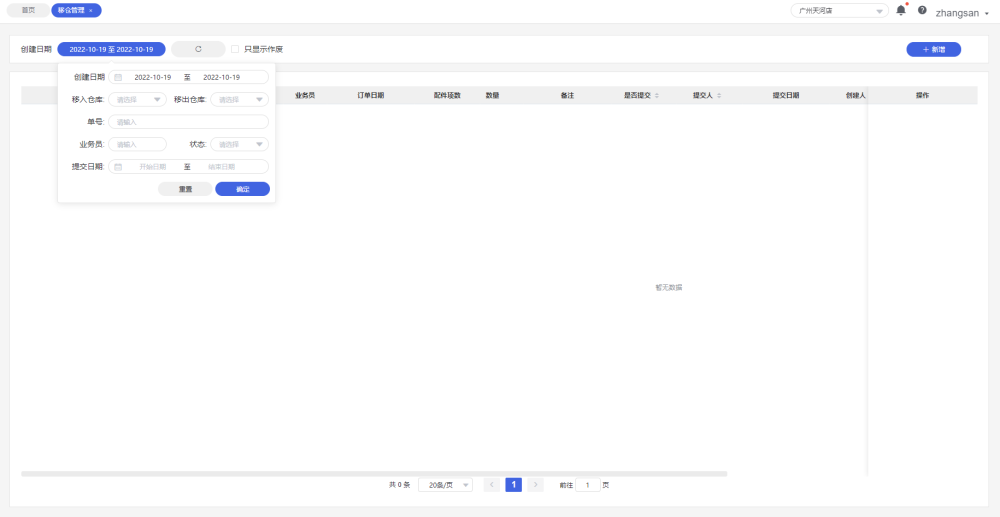 首页 移仓管理 × 广州天河店 zhangsan
创建日期 2022-10-19 至 2022-10-19 只显示作废 + 新增
创建日期 2022-10-19 至 2022-10-19
移入仓库: 请选择 移出仓库: 请选择
单号: 请输入
业务员: 请输入 状态: 请选择
提交日期: 开始日期 至 结束日期
重置 确定
业务员 订单日期 配件项数 数量 备注 是否提交 提交人 提交日期 创建人 操作
暂无数据
共 0 条 20条/页 < 1 > 前往 1 页